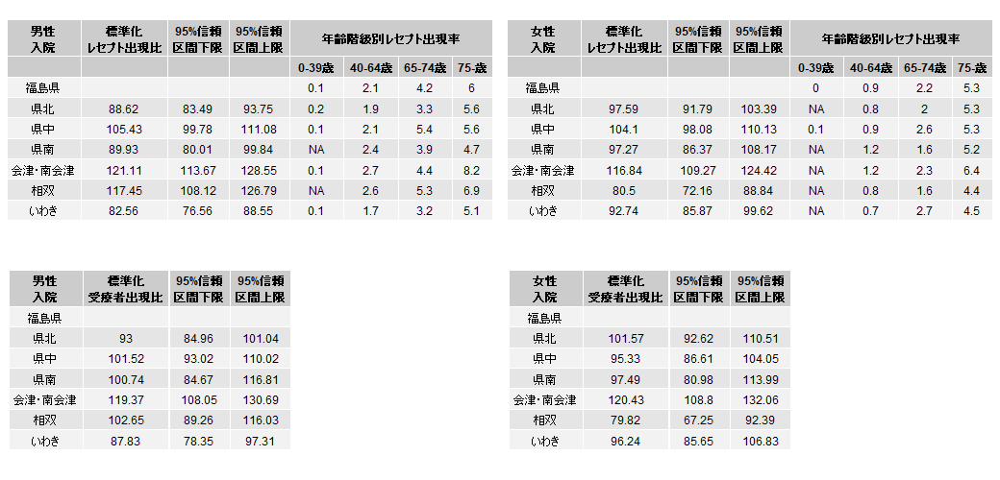 男性 標準化 95%信頼 95%信頼 年齢階級別レセプト出現率
入院 レセプト出現比 区間下限 区間上限
0-39歳 40-64歳 65-74歳 75-歳
福島県 0.1 2.1 4.2 6
県北 88.62 83.49 93.75 0.2 1.9 3.3 5.6
県中 105.43 99.78 111.08 0.1 2.1 5.4 5.6
県南 89.93 80.01 99.84 NA 2.4 3.9 4.7
会津・南会津 121.11 113.67 128.55 0.1 2.7 4.4 8.2
相双 117.45 108.12 126.79 NA 2.6 5.3 6.9
いわき 82.56 76.56 88.55 0.1 1.7 3.2 5.1
女性 標準化 95%信頼 95%信頼 年齢階級別レセプト出現率
入院 レセプト出現比 区間下限 区間上限
0-39歳 40-64歳 65-74歳 75-歳
福島県 0 0.9 2.2 5.3
県北 97.59 91.79 103.39 NA 0.8 2 5.3
県中 104.1 98.08 110.13 0.1 0.9 2.6 5.3
県南 97.27 86.37 108.17 NA 1.2 1.6 5.2
会津・南会津 116.84 109.27 124.42 NA 1.2 2.3 6.4
相双 80.5 72.16 88.84 NA 0.8 1.6 4.4
いわき 92.74 85.87 99.62 NA 0.7 2.7 4.5
男性 標準化 95%信頼 95%信頼
入院 受療者出現比 区間下限 区間上限
福島県
県北 93 84.96 101.04
県中 101.52 93.02 110.02
県南 100.74 84.67 116.81
会津・南会津 119.37 108.05 130.69
相双 102.65 89.26 116.03
いわき 87.83 78.35 97.31
女性 標準化 95%信頼 95%信頼
入院 受療者出現比 区間下限 区間上限
福島県
県北 101.57 92.62 110.51
県中 95.33 86.61 104.05
県南 97.49 80.98 113.99
会津・南会津 120.43 108.8 132.06
相双 79.82 67.25 92.39
いわき 96.24 85.65 106.83